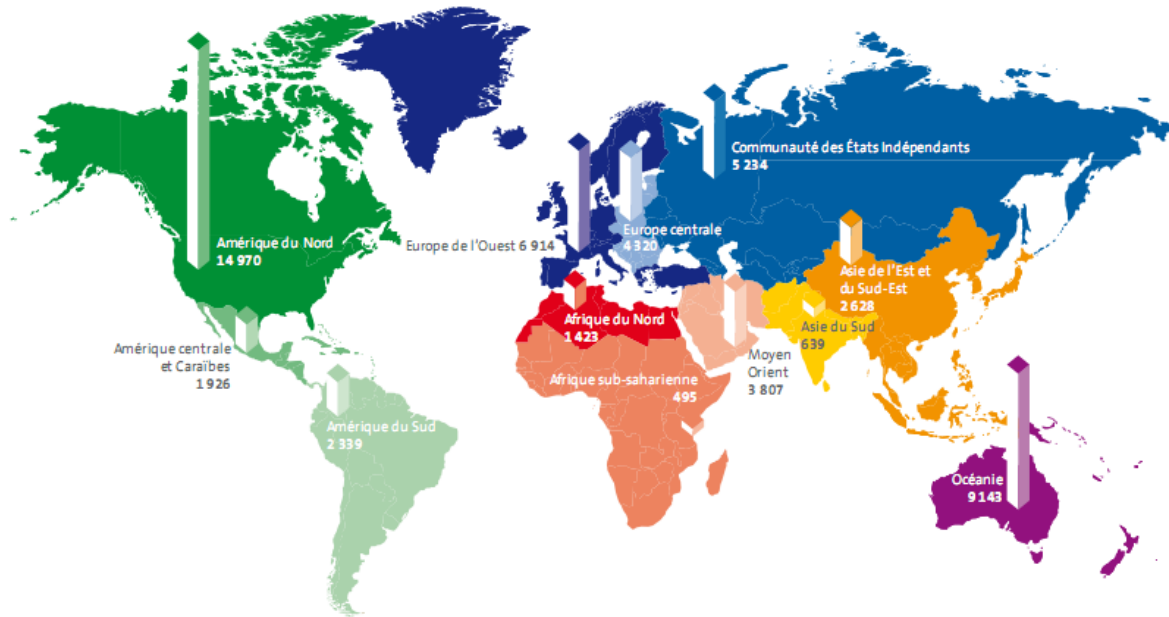 Communauté des États Indépendants
5 234
Amérique du Nord
14 970
Europe de l'Ouest 6 914
Europe centrale
4 320
Asie de l'Est et
du Sud-Est
2 628
Afrique du Nord
1 423
Asie du Sud
639
Amérique centrale
et Caraïbes
1 926
Moyen
Orient
3 807
Afrique sub-saharienne
495
Amérique du Sud
2 339
Océanie
9 143